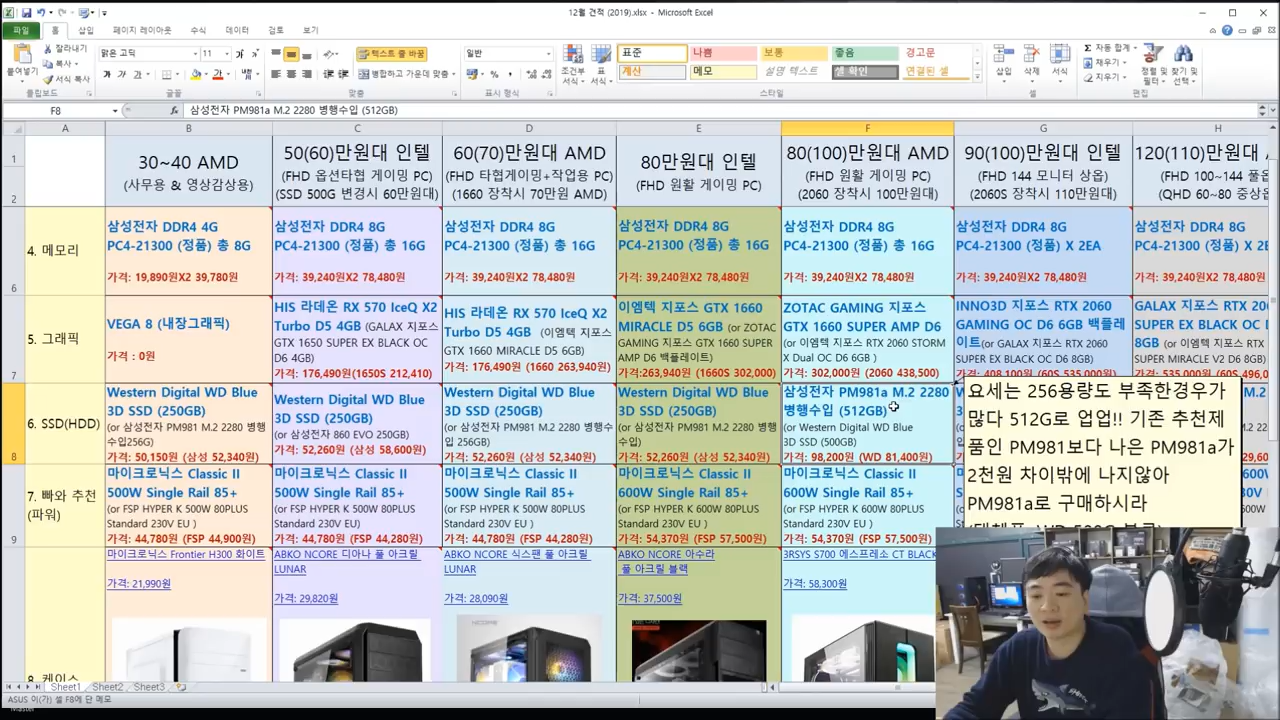 12월 견적 (2019).xlsx - Microsoft Excel
파일 홈 삽입 페이지 레이아웃 수식 데이터 검토 보기
붙여넣기 잘라내기 복사 서식 복사 맑은 고딕 11 텍스트 줄 바꿈 병합하고 가운데 맞춤 일반 조건부 서식 표 서식 표준 나쁨 보통 좋음 경고문 계산 메모 설명 텍스트 셀 확인 연결된 셀 삽입 삭제 서식 자동 합계 채우기 지우기 정렬 및 필터 찾기 및 선택
클립보드 글꼴 맞춤 표시 형식 스타일 셀 편집
F8 fx 삼성전자 PM981a M.2 2280 병행수입 (512GB)
A B C D E F G H
1
2
30~40 AMD
(사무용 & 영상감상용)
50(60)만원대 인텔
(FHD 옵션타협 게이밍 PC)
(SSD 500G 변경시 60만원대)
60(70)만원대 AMD
(FHD 타협게이밍+작업용 PC)
(1660 장착시 70만원 AMD)
80만원대 인텔
(FHD 원활 게이밍 PC)
80(100)만원대 AMD
(FHD 원활 게이밍 PC)
(2060 장착시 100만원대)
90(100)만원대 인텔
(FHD 144 모니터 상옵)
(2060S 장착시 110만원대)
120(110)만원대
(FHD 100~144 풀옵
(QHD 60~80 중상옵
6
4. 메모리
삼성전자 DDR4 4G
PC4-21300 (정품) 총 8G
가격: 19,890원X2 39,780원
삼성전자 DDR4 8G
PC4-21300 (정품) 총 16G
가격: 39,240원X2 78,480원
삼성전자 DDR4 8G
PC4-21300 (정품) 총 16G
가격: 39,240원X2 78,480원
삼성전자 DDR4 8G
PC4-21300 (정품) 총 16G
가격: 39,240원X2 78,480원
삼성전자 DDR4 8G
PC4-21300 (정품) 총 16G
가격: 39,240원X2 78,480원
삼성전자 DDR4 8G
PC4-21300 (정품) X 2EA
가격: 39,240원X2 78,480원
삼성전자 DDR4 8G
PC4-21300 (정품) X 2E
가격: 39,240원X2 78,480원
7
5. 그래픽
VEGA 8 (내장그래픽)
가격 : 0원
HIS 라데온 RX 570 IceQ X2
Turbo D5 4GB (GALAX 지포스
GTX 1650 SUPER EX BLACK OC
D6 4GB)
176,490원(1650S 212,410)
HIS 라데온 RX 570 IceQ X2
Turbo D5 4GB (이엠텍 지포스
GTX 1660 MIRACLE D5 6GB)
176,490원 (1660 263,940원)
이엠텍 지포스 GTX 1660
MIRACLE D5 6GB (or ZOTAC
GAMING 지포스 GTX 1660 SUPER
AMP D6 백플레이트)
263,940원(1660S 302,000)
ZOTAC GAMING 지포스
GTX 1660 SUPER AMP D6
(or 이엠텍 지포스 RTX 2060 STORM
X Dual OC D6 6GB )
302,000원 (2060 438,500)
INNO3D 지포스 RTX 2060
GAMING OC D6 6GB 백플레
이트(or GALAX 지포스 RTX 2060
SUPER EX BLACK OC D6 8GB)
408,100원(60S 535,000원)
GALAX 지포스 RTX 2060
SUPER EX BLACK OC D6
8GB (or 이엠텍 지포스 RTX
SUPER MIRACLE V2 D6 8GB)
8
6. SSD(HDD)
Western Digital WD Blue
3D SSD (250GB)
(or 삼성전자 PM981 M.2 2280 병행
수입256G)
가격: 50,150원 (삼성 52,340원)
Western Digital WD Blue
3D SSD (250GB)
(or 삼성전자 860 EVO 250GB)
가격: 52,260원 (삼성 58,600원)
Western Digital WD Blue
3D SSD (250GB)
(or 삼성전자 PM981 M.2 2280 병행
수입 256GB)
가격: 52,260원 (삼성 52,340원)
Western Digital WD Blue
3D SSD (250GB)
(or 삼성전자 PM981 M.2 2280 병행
수입)
가격: 52,260원 (삼성 52,340원)
삼성전자 PM981a M.2 2280
병행수입 (512GB)
(or Western Digital WD Blue
3D SSD (500GB)
가격: 98,200원 (WD 81,400원)
요세는 256용량도 부족한경우가
많다 512G로 업업!! 기존 추천제
품인 PM981보다 나은 PM981a가
2천원 차이밖에 나지않아
PM981a로 구매하시라
9
7. 빠와 추천
(파워)
마이크로닉스 Classic II
500W Single Rail 85+
(or FSP HYPER K 500W 80PLUS
Standard 230V EU )
가격: 44,780원 (FSP 44,900원)
마이크로닉스 Classic II
500W Single Rail 85+
(or FSP HYPER K 500W 80PLUS
Standard 230V EU)
가격: 44,780원 (FSP 44,280원)
마이크로닉스 Classic II
500W Single Rail 85+
(or FSP HYPER K 500W 80PLUS
Standard 230V EU)
가격: 44,780원 (FSP 44,280원)
마이크로닉스 Classic II
600W Single Rail 85+
(or FSP HYPER K 600W 80PLUS
Standard 230V EU )
가격: 54,370원 (FSP 57,500원)
마이크로닉스 Classic II
600W Single Rail 85+
(or FSP HYPER K 600W 80PLUS
Standard 230V EU )
가격: 54,370원 (FSP 57,500원)
8. 케이스
마이크로닉스 Frontier H300 화이트
가격: 21,990원
ABKO NCORE 디아나 풀 아크릴
LUNAR
가격: 29,820원
ABKO NCORE 식스팬 풀 아크릴
LUNAR
가격: 28,090원
ABKO NCORE 아수라
풀 아크릴 블랙
가격: 37,500원
3RSYS S700 에스프레소 CT BLACK
가격: 58,300원
Sheet1 Sheet2 Sheet3
ASUS 이(가) 셀 F8에 단 메모